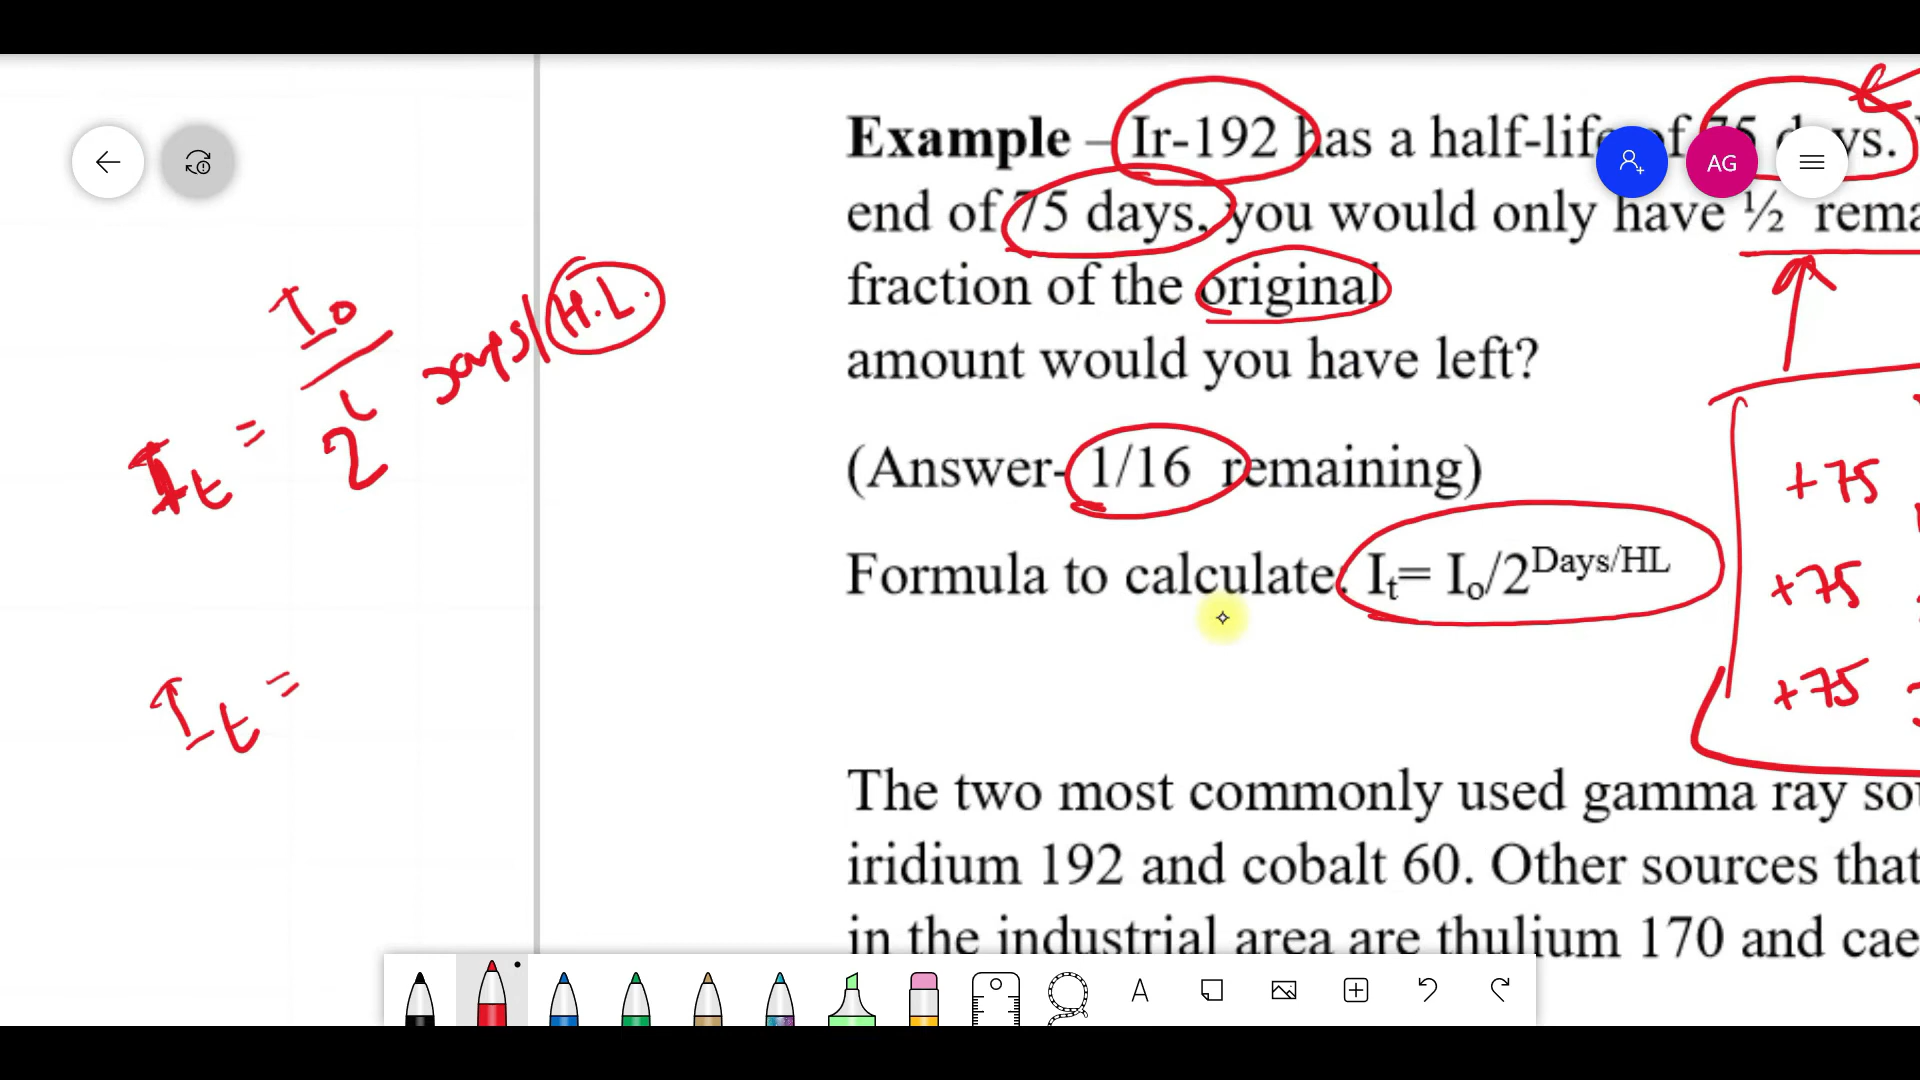 Example – Ir-192 has a half-life of 75 days.
end of 75 days, you would only have ½ rema
fraction of the original
amount would you have left?
(Answer- 1/16 remaining)
Formula to calculate: It= Io/2^Days/HL
The two most commonly used gamma ray sou
iridium 192 and cobalt 60. Other sources that
in the industrial area are thulium 170 and cae
It = Io
2 Days/H.L.
It =
+75
+75
+75
AG
A